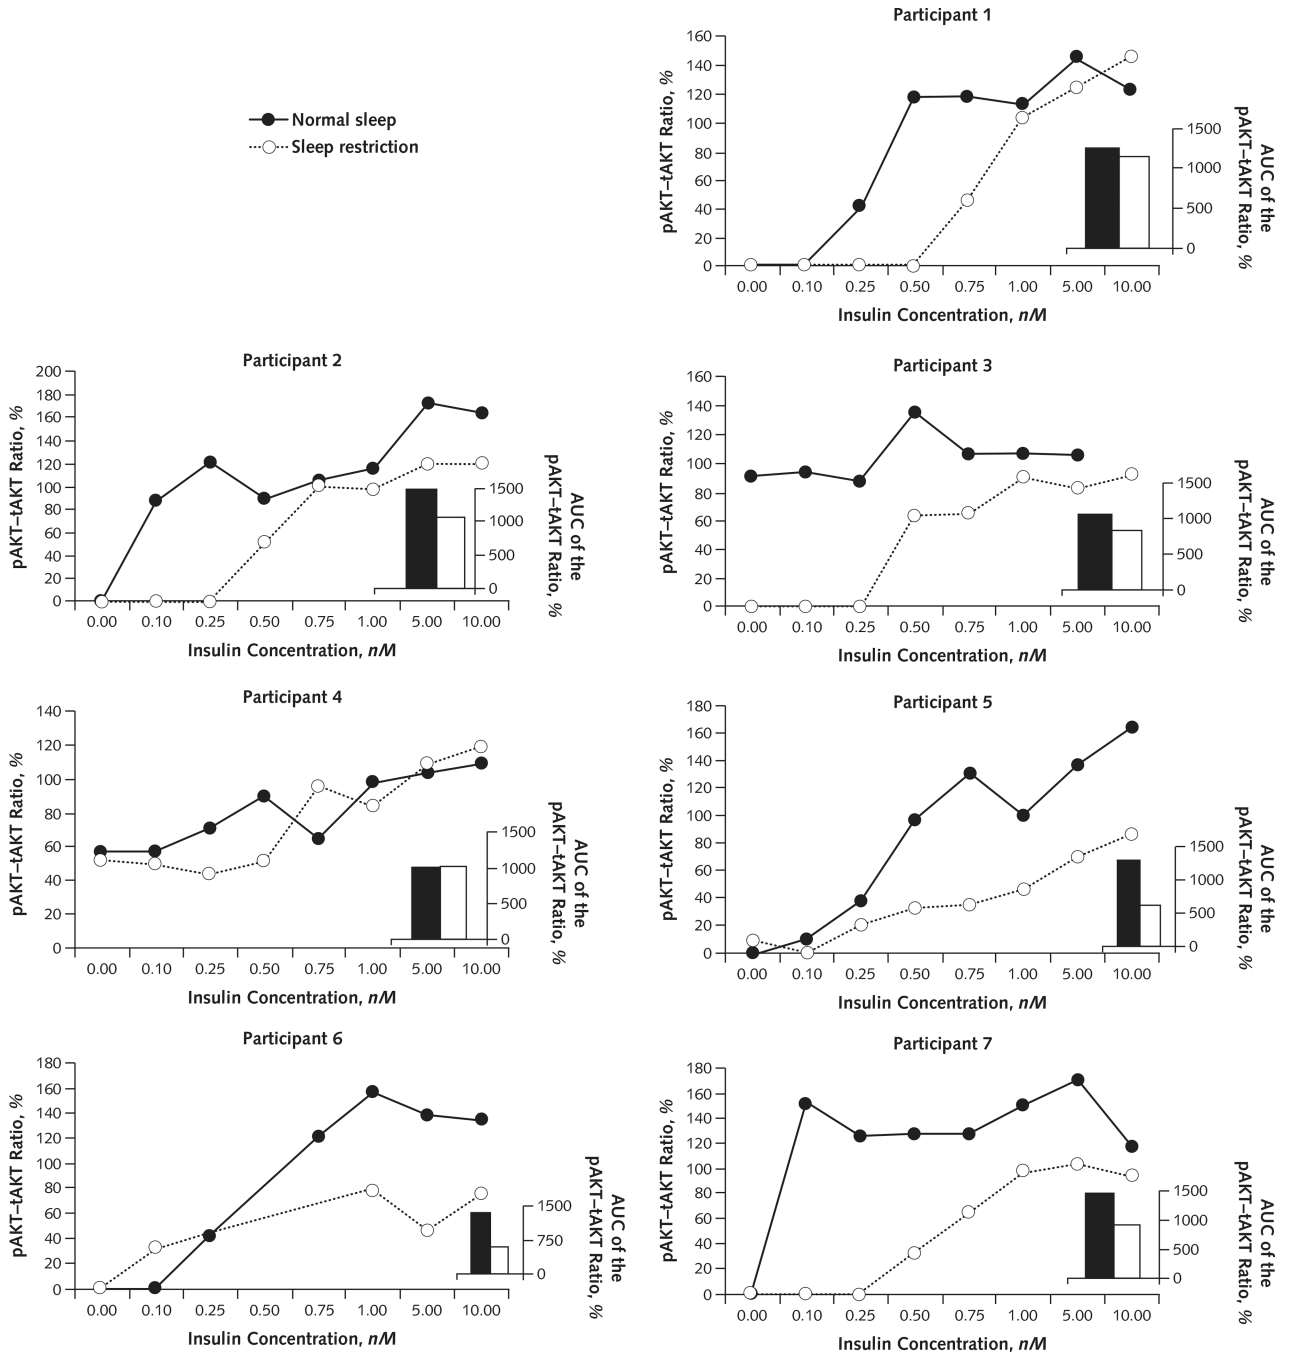 Normal sleep
Sleep restriction
Participant 1
pAKT–tAKT Ratio, %
160
140
120
100
80
60
40
20
0
0.00 0.10 0.25 0.50 0.75 1.00 5.00 10.00
Insulin Concentration, nM
1500
1000
500
0
AUC of the
pAKT–tAKT Ratio, %
Participant 2
pAKT–tAKT Ratio, %
200
180
160
140
120
100
80
60
40
20
0
0.00 0.10 0.25 0.50 0.75 1.00 5.00 10.00
Insulin Concentration, nM
1500
1000
500
0
AUC of the
pAKT–tAKT Ratio, %
Participant 3
pAKT–tAKT Ratio, %
160
140
120
100
80
60
40
20
0
0.00 0.10 0.25 0.50 0.75 1.00 5.00 10.00
Insulin Concentration, nM
1500
1000
500
0
AUC of the
pAKT–tAKT Ratio, %
Participant 4
pAKT–tAKT Ratio, %
140
120
100
80
60
40
20
0
0.00 0.10 0.25 0.50 0.75 1.00 5.00 10.00
Insulin Concentration, nM
1500
1000
500
0
AUC of the
pAKT–tAKT Ratio, %
Participant 5
pAKT–tAKT Ratio, %
180
160
140
120
100
80
60
40
20
0
0.00 0.10 0.25 0.50 0.75 1.00 5.00 10.00
Insulin Concentration, nM
1500
1000
500
0
AUC of the
pAKT–tAKT Ratio, %
Participant 6
pAKT–tAKT Ratio, %
180
160
140
120
100
80
60
40
20
0
0.00 0.10 0.25 0.50 0.75 1.00 5.00 10.00
Insulin Concentration, nM
1500
750
0
AUC of the
pAKT–tAKT Ratio, %
Participant 7
pAKT–tAKT Ratio, %
180
160
140
120
100
80
60
40
20
0
0.00 0.10 0.25 0.50 0.75 1.00 5.00 10.00
Insulin Concentration, nM
1500
1000
500
0
AUC of the
pAKT–tAKT Ratio, %